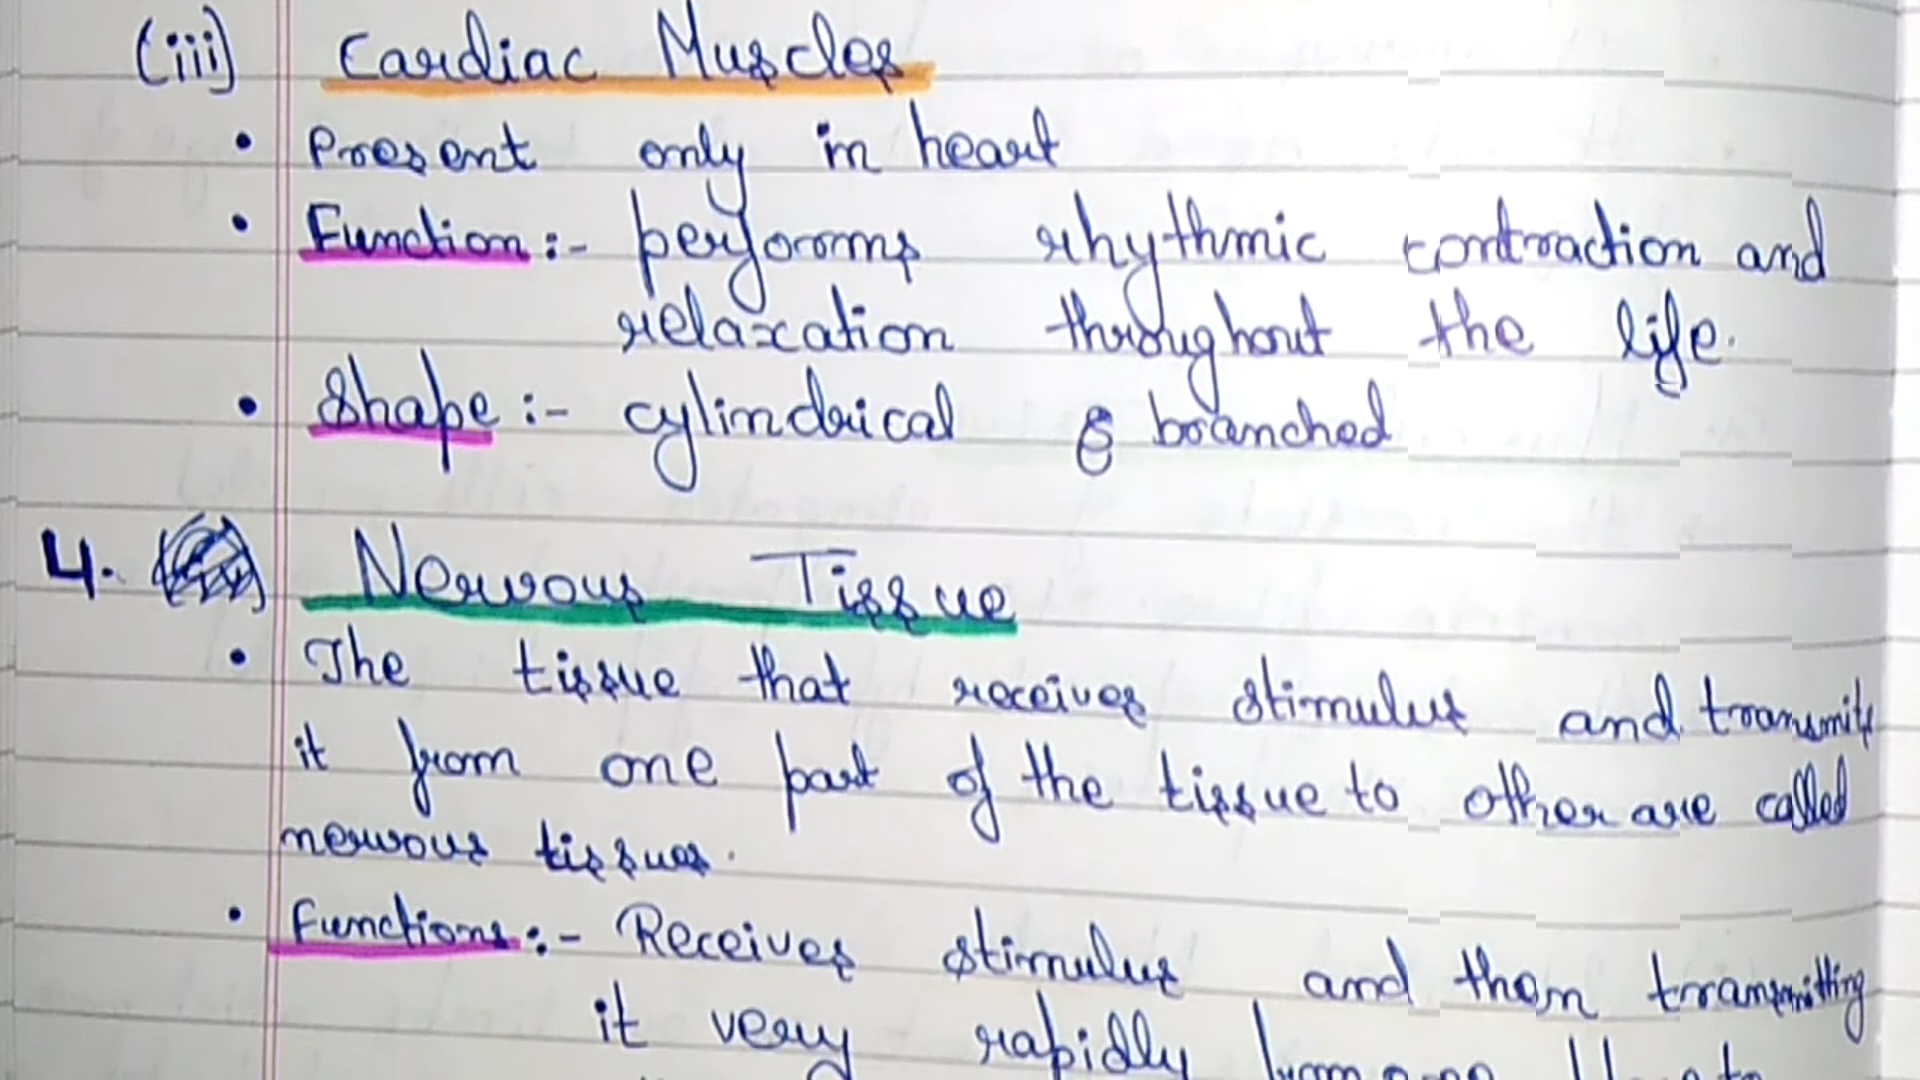 (iii) Cardiac Muscles
• Present only in heart
• Function :- performs rhythmic contraction and
relaxation throughout the life.
• Shape :- cylindrical & branched
4. Nervous Tissue
• The tissue that receives stimulus and transmits
it from one part of the tissue to other are called
nervous tissues.
• Functions :- Receives stimulus and then transmitting
it very rapidly from one